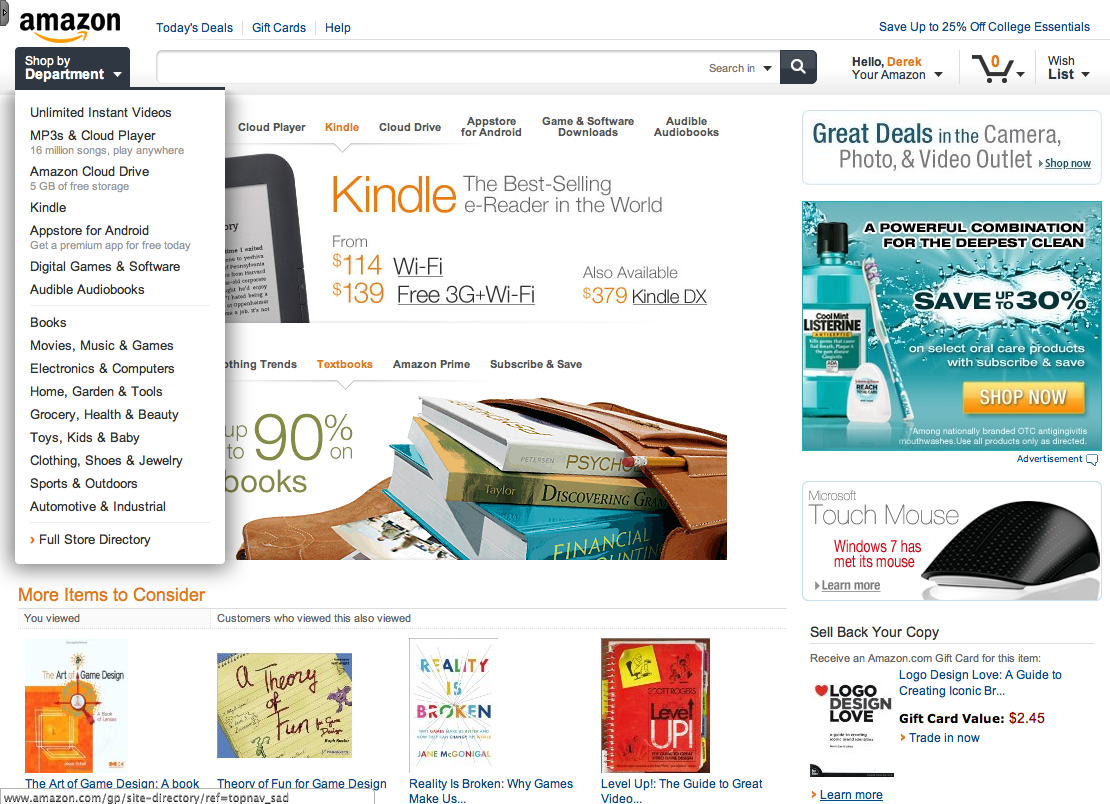 amazon
Today's Deals
Gift Cards
Help
Save Up to 25% Off College Essentials
Shop by
Department
Search in
Hello, Derek
Your Amazon
0
Wish
List
Unlimited Instant Videos
MP3s & Cloud Player
16 million songs, play anywhere
Amazon Cloud Drive
5 GB of free storage
Kindle
Appstore for Android
Get a premium app for free today
Digital Games & Software
Audible Audiobooks
Books
Movies, Music & Games
Electronics & Computers
Home, Garden & Tools
Grocery, Health & Beauty
Toys, Kids & Baby
Clothing, Shoes & Jewelry
Sports & Outdoors
Automotive & Industrial
› Full Store Directory
Cloud Player
Kindle
Cloud Drive
Appstore
for Android
Game & Software
Downloads
Audible
Audiobooks
Kindle The Best-Selling
e-Reader in the World
From
$114 Wi-Fi
$139 Free 3G+Wi-Fi
Also Available
$379 Kindle DX
othing Trends
Textbooks
Amazon Prime
Subscribe & Save
up
to 90% on
books
PETERSEN PSYCHO
Taylor DISCOVERING GRAM
FINANCIAL
Great Deals in the Camera,
Photo, & Video Outlet Shop now
A POWERFUL COMBINATION
FOR THE DEEPEST CLEAN
SAVE UP TO 30%
Cool Mint
LISTERINE
ANTISEPTIC
REACH
on select oral care products
with subscribe & save
SHOP NOW
*Among nationally branded OTC antigingivitis
mouthwashes.Use all products only as directed.
Advertisement
Microsoft
Touch Mouse
Windows 7 has
met its mouse
Learn more
More Items to Consider
You viewed
Customers who viewed this also viewed
The Art of Game Design
A Book
of Lenses
Jesse Schell
A Theory
of
Fun for Game
Design
Raph Koster
REALITY
IS
BROKEN
JANE McGONIGAL
SCOTT ROGERS
Level
UP!
The Art of Game Design: A book
Theory of Fun for Game Design
Reality Is Broken: Why Games
Make Us...
Level Up!: The Guide to Great
Video...
Sell Back Your Copy
Receive an Amazon.com Gift Card for this item:
LOGO
DESIGN
LOVE
Logo Design Love: A Guide to
Creating Iconic Br...
Gift Card Value: $2.45
› Trade in now
› Learn more
www.amazon.com/gp/site-directory/ref=topnav_sad